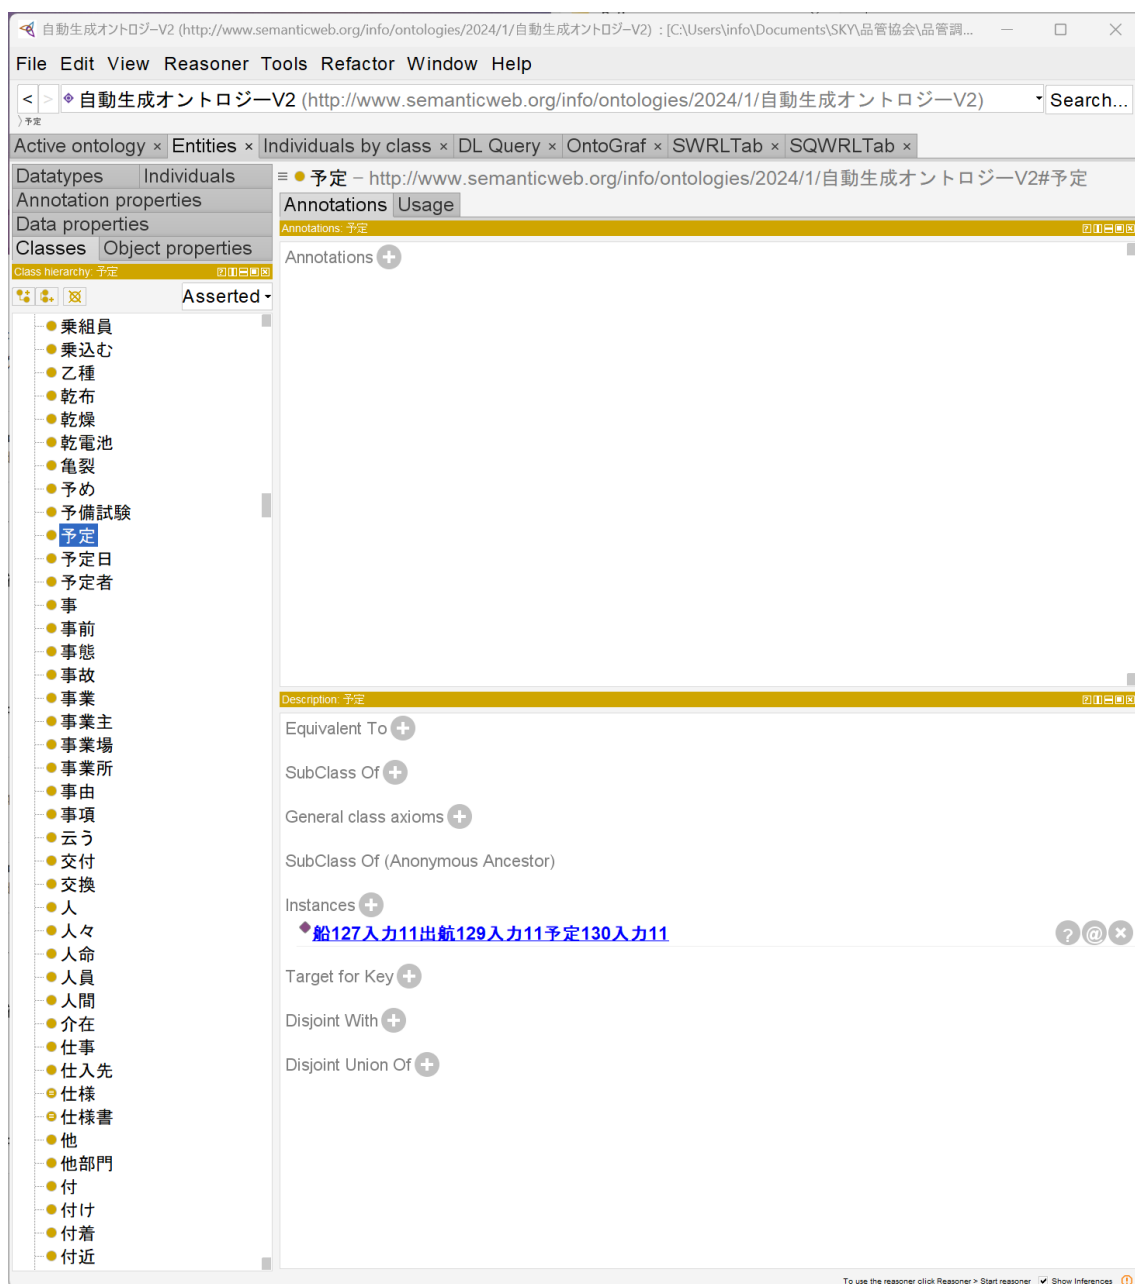 自動生成オントロジーV2 (http://www.semanticweb.org/info/ontologies/2024/1/自動生成オントロジーV2) : [C:\Users\info\Documents\SKY\品管協会\品管調...
File Edit View Reasoner Tools Refactor Window Help
< > 自動生成オントロジーV2 (http://www.semanticweb.org/info/ontologies/2024/1/自動生成オントロジーV2) Search...
予定
Active ontology × Entities × Individuals by class × DL Query × OntoGraf × SWRLTab × SQWRLTab ×
Datatypes Individuals
Annotation properties
Data properties
Classes Object properties
Class hierarchy: 予定
Asserted
乗組員
乗込む
乙種
乾布
乾燥
乾電池
亀裂
予め
予備試験
予定
予定日
予定者
事
事前
事態
事故
事業
事業主
事業場
事業所
事由
事項
云う
交付
交換
人
人々
人命
人員
人間
介在
仕事
仕入先
仕様
仕様書
他
他部門
付
付け
付着
付近
予定 – http://www.semanticweb.org/info/ontologies/2024/1/自動生成オントロジーV2#予定
Annotations Usage
Annotations: 予定
Annotations
Description: 予定
Equivalent To
SubClass Of
General class axioms
SubClass Of (Anonymous Ancestor)
Instances
船127入力11出航129入力11予定130入力11
Target for Key
Disjoint With
Disjoint Union Of
To use the reasoner click Reasoner > Start reasoner Show Inferences